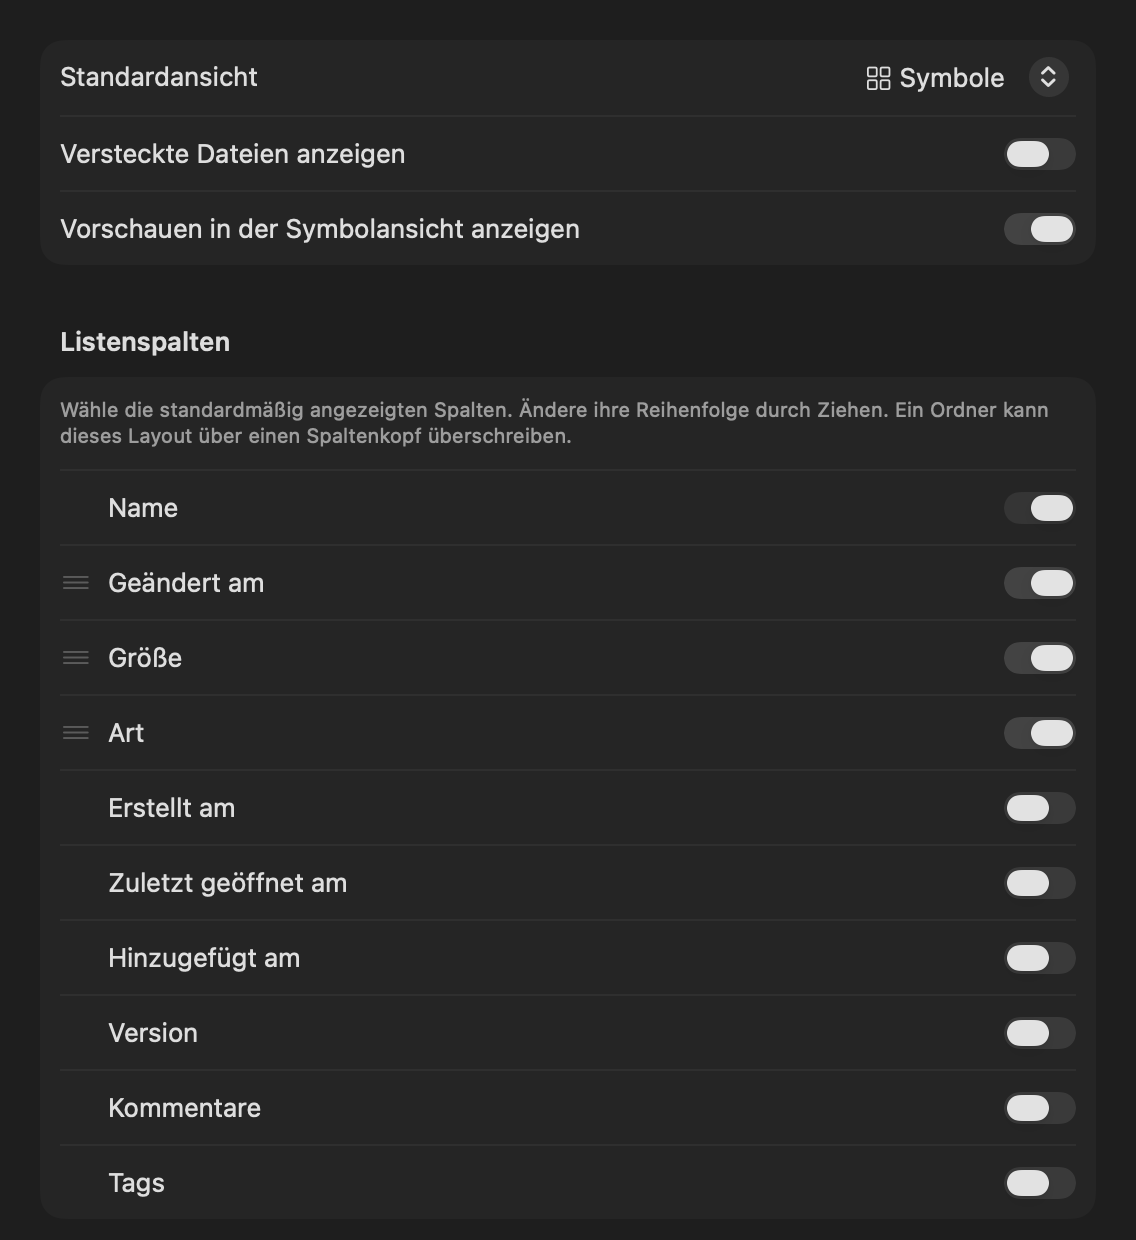 Standardansicht
Symbole
Versteckte Dateien anzeigen
Vorschauen in der Symbolansicht anzeigen
Listenspalten
Wähle die standardmäßig angezeigten Spalten. Ändere ihre Reihenfolge durch Ziehen. Ein Ordner kann
dieses Layout über einen Spaltenkopf überschreiben.
Name
Geändert am
Größe
Art
Erstellt am
Zuletzt geöffnet am
Hinzugefügt am
Version
Kommentare
Tags